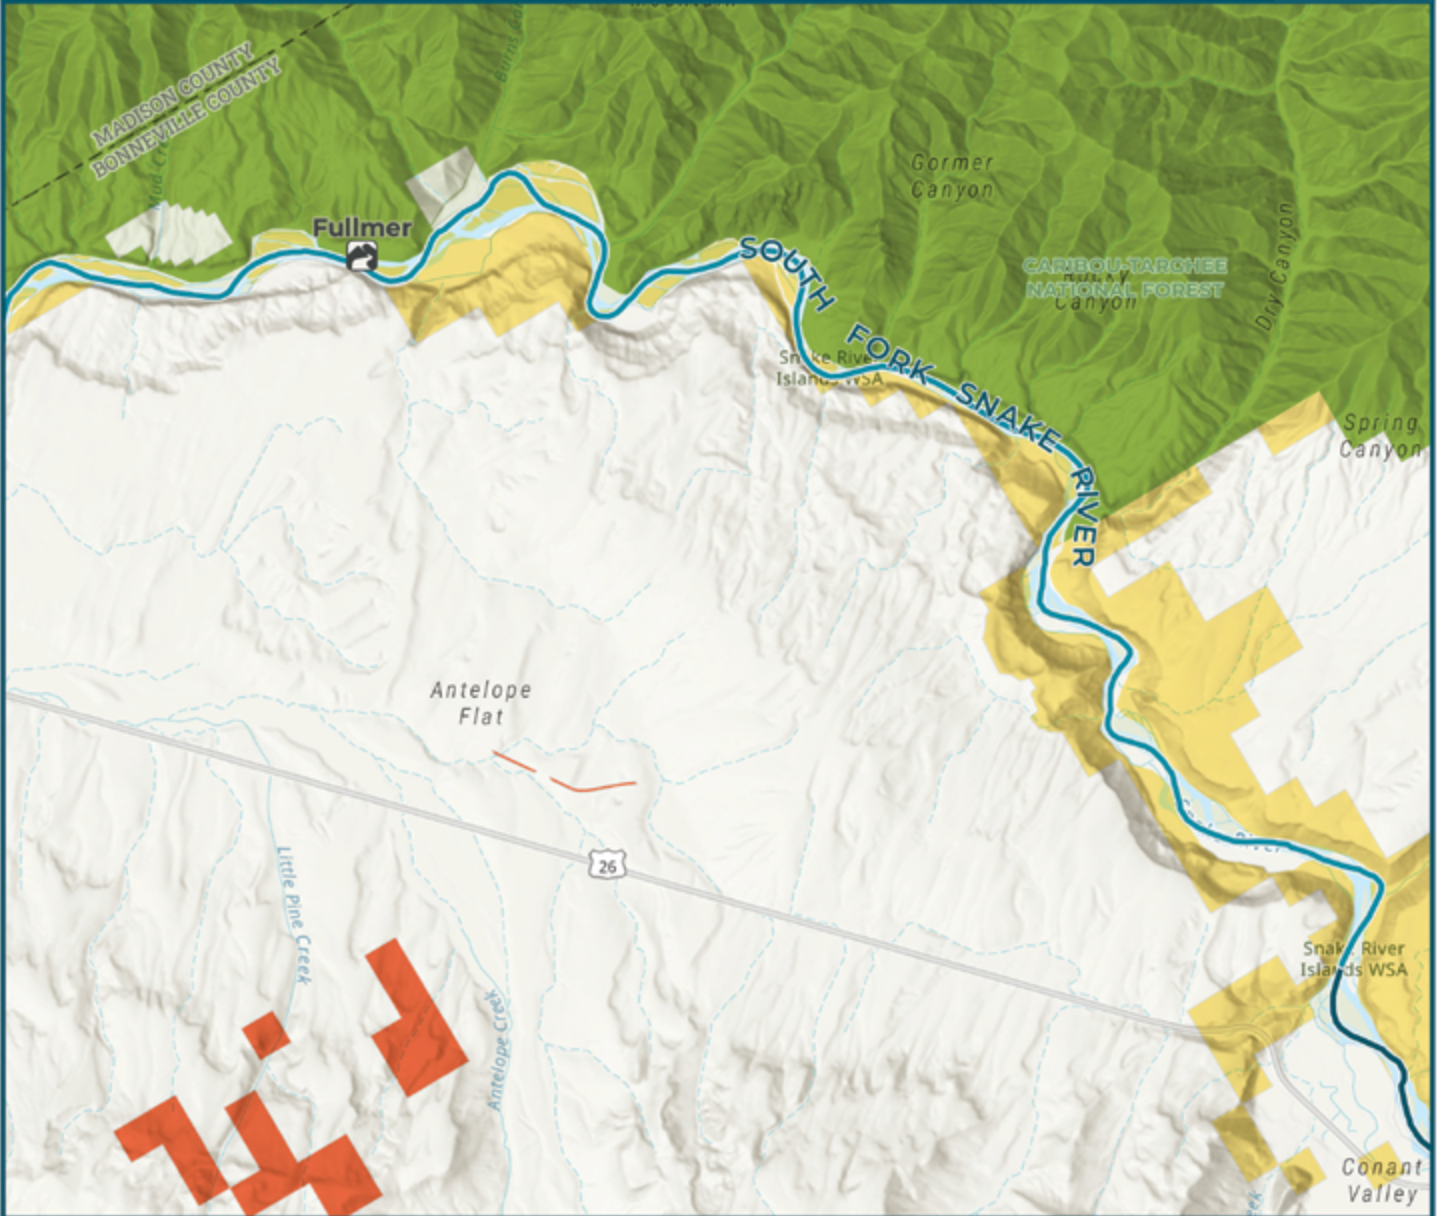 MADISON COUNTY
BONNEVILLE COUNTY
Fullmer
Gormer
Canyon
CARIBOU-TARGHEE
NATIONAL FOREST
Canyon
Dry Canyon
SOUTH FORK SNAKE RIVER
Snake River
Islands WSA
Spring
Canyon
Antelope
Flat
26
Little Pine Creek
Antelope Creek
Snake River
Snake River
Islands WSA
Conant
Valley